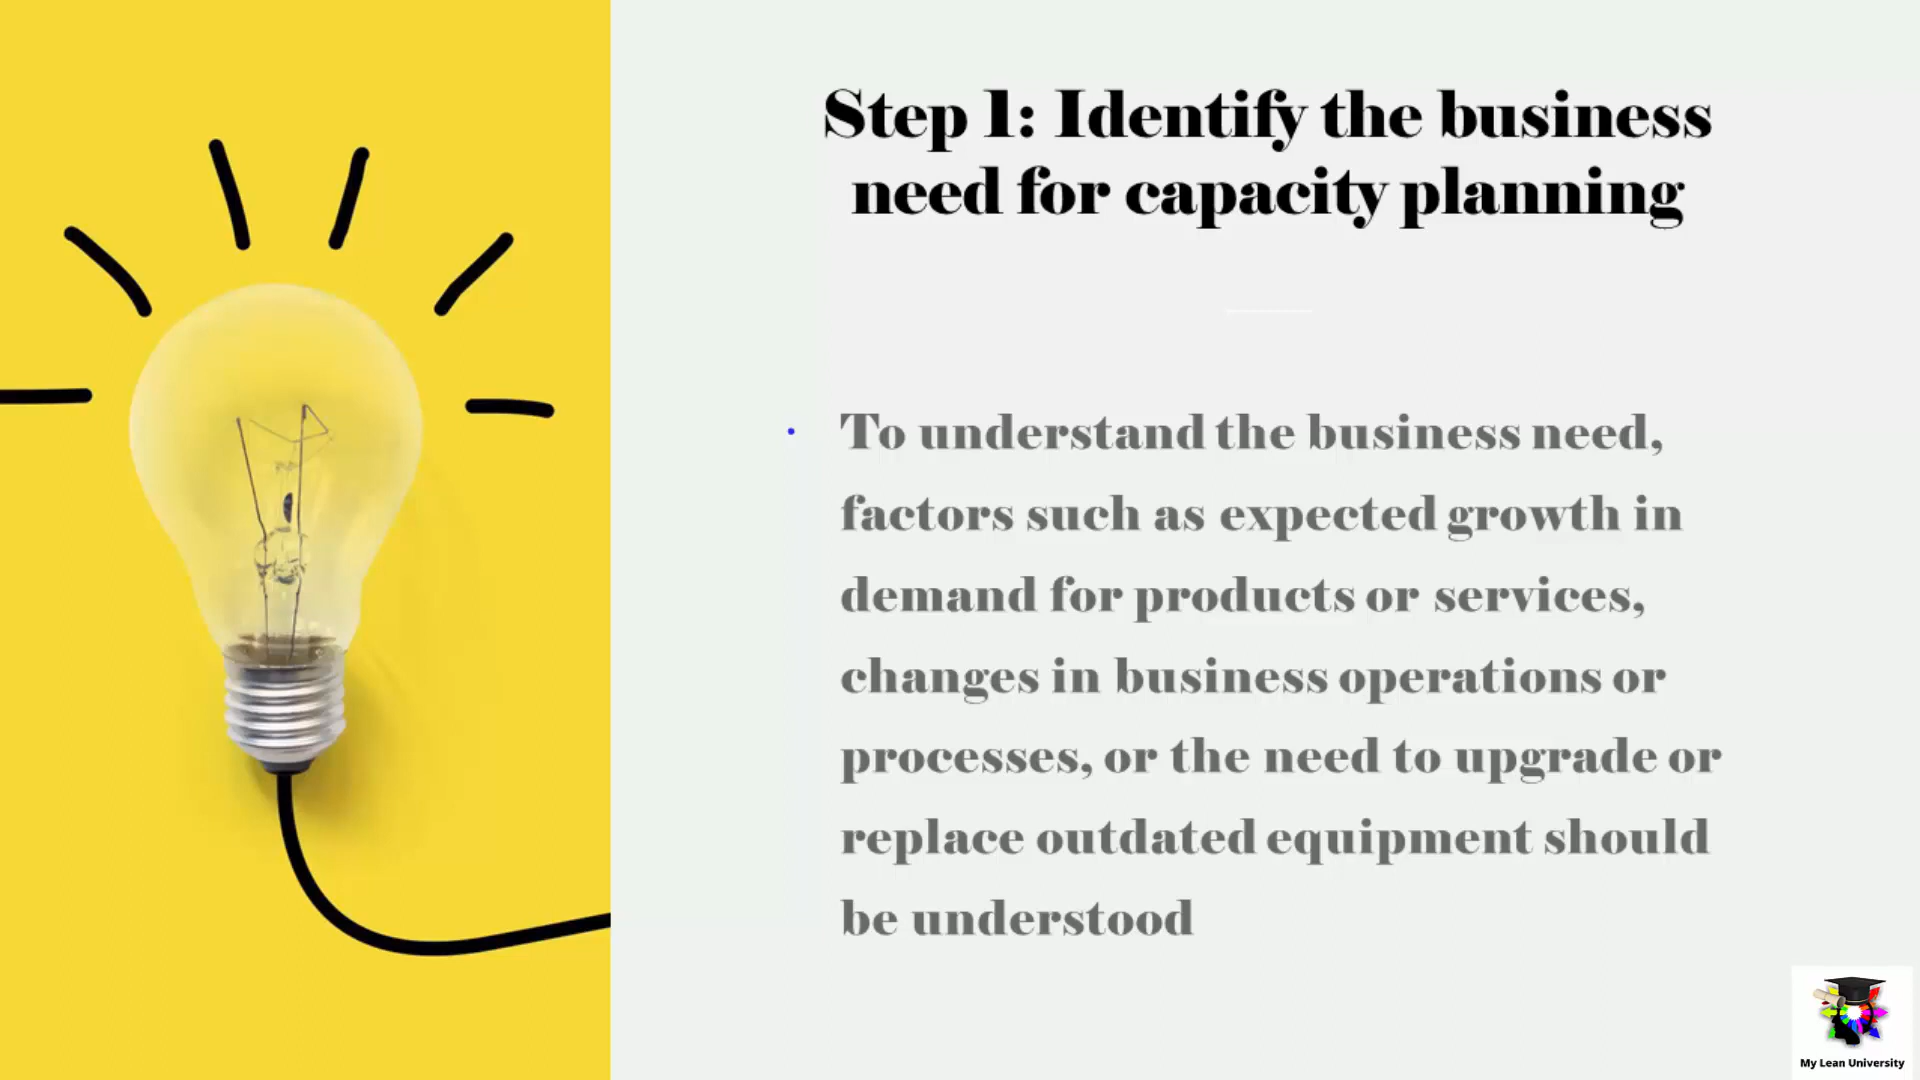 Step 1: Identify the business
need for capacity planning
• To understand the business need,
factors such as expected growth in
demand for products or services,
changes in business operations or
processes, or the need to upgrade or
replace outdated equipment should
be understood
My Lean University